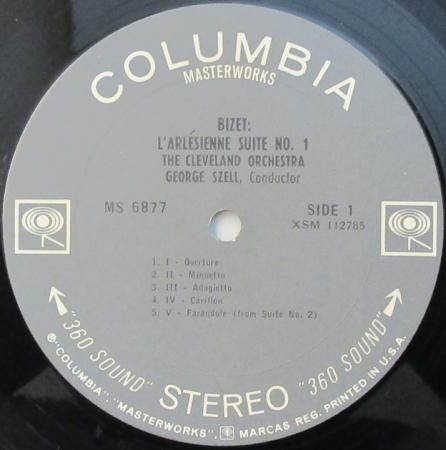 COLUMBIA
MASTERWORKS
BIZET:
L'ARLÉSIENNE SUITE NO. 1
THE CLEVELAND ORCHESTRA
GEORGE SZELL, Conductor
MS 6877
SIDE 1
XSM 112785
1. I - Overture
2. II - Minuetto
3. III - Adagietto
4. IV - Carillon
5. V - Farandole (from Suite No. 2)
"360 SOUND" STEREO "360 SOUND"
℗"COLUMBIA", "MASTERWORKS", MARCAS REG. PRINTED IN U.S.A.